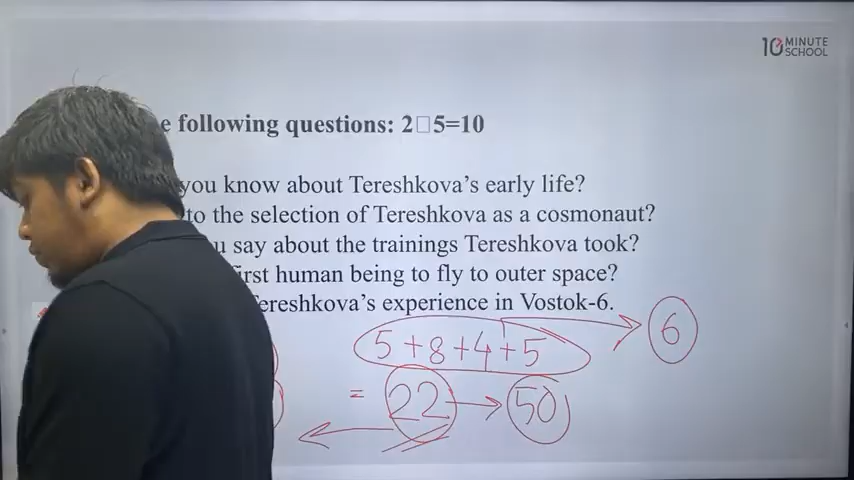 10 MINUTE SCHOOL
e following questions: 2□5=10
you know about Tereshkova's early life?
to the selection of Tereshkova as a cosmonaut?
u say about the trainings Tereshkova took?
irst human being to fly to outer space?
Tereshkova's experience in Vostok-6.
5+8+4+5 → 6
= 22 → 50